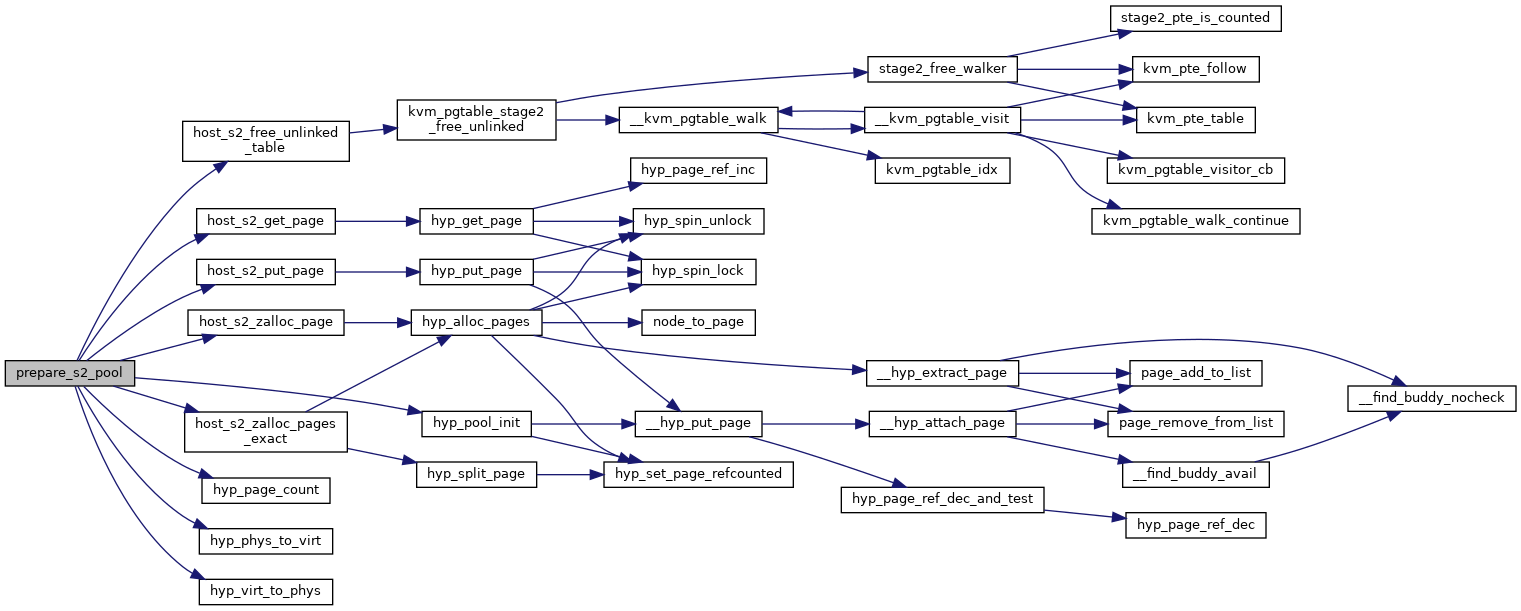 prepare_s2_pool
host_s2_free_unlinked
_table
host_s2_get_page
host_s2_put_page
host_s2_zalloc_page
host_s2_zalloc_pages
_exact
hyp_page_count
hyp_phys_to_virt
hyp_virt_to_phys
kvm_pgtable_stage2
_free_unlinked
hyp_get_page
hyp_put_page
hyp_alloc_pages
hyp_pool_init
hyp_split_page
__kvm_pgtable_walk
hyp_page_ref_inc
hyp_spin_unlock
hyp_spin_lock
node_to_page
__hyp_put_page
hyp_set_page_refcounted
stage2_free_walker
__kvm_pgtable_visit
kvm_pgtable_idx
__hyp_extract_page
__hyp_attach_page
hyp_page_ref_dec_and_test
stage2_pte_is_counted
kvm_pte_follow
kvm_pte_table
kvm_pgtable_visitor_cb
kvm_pgtable_walk_continue
page_add_to_list
page_remove_from_list
__find_buddy_avail
hyp_page_ref_dec
__find_buddy_nocheck